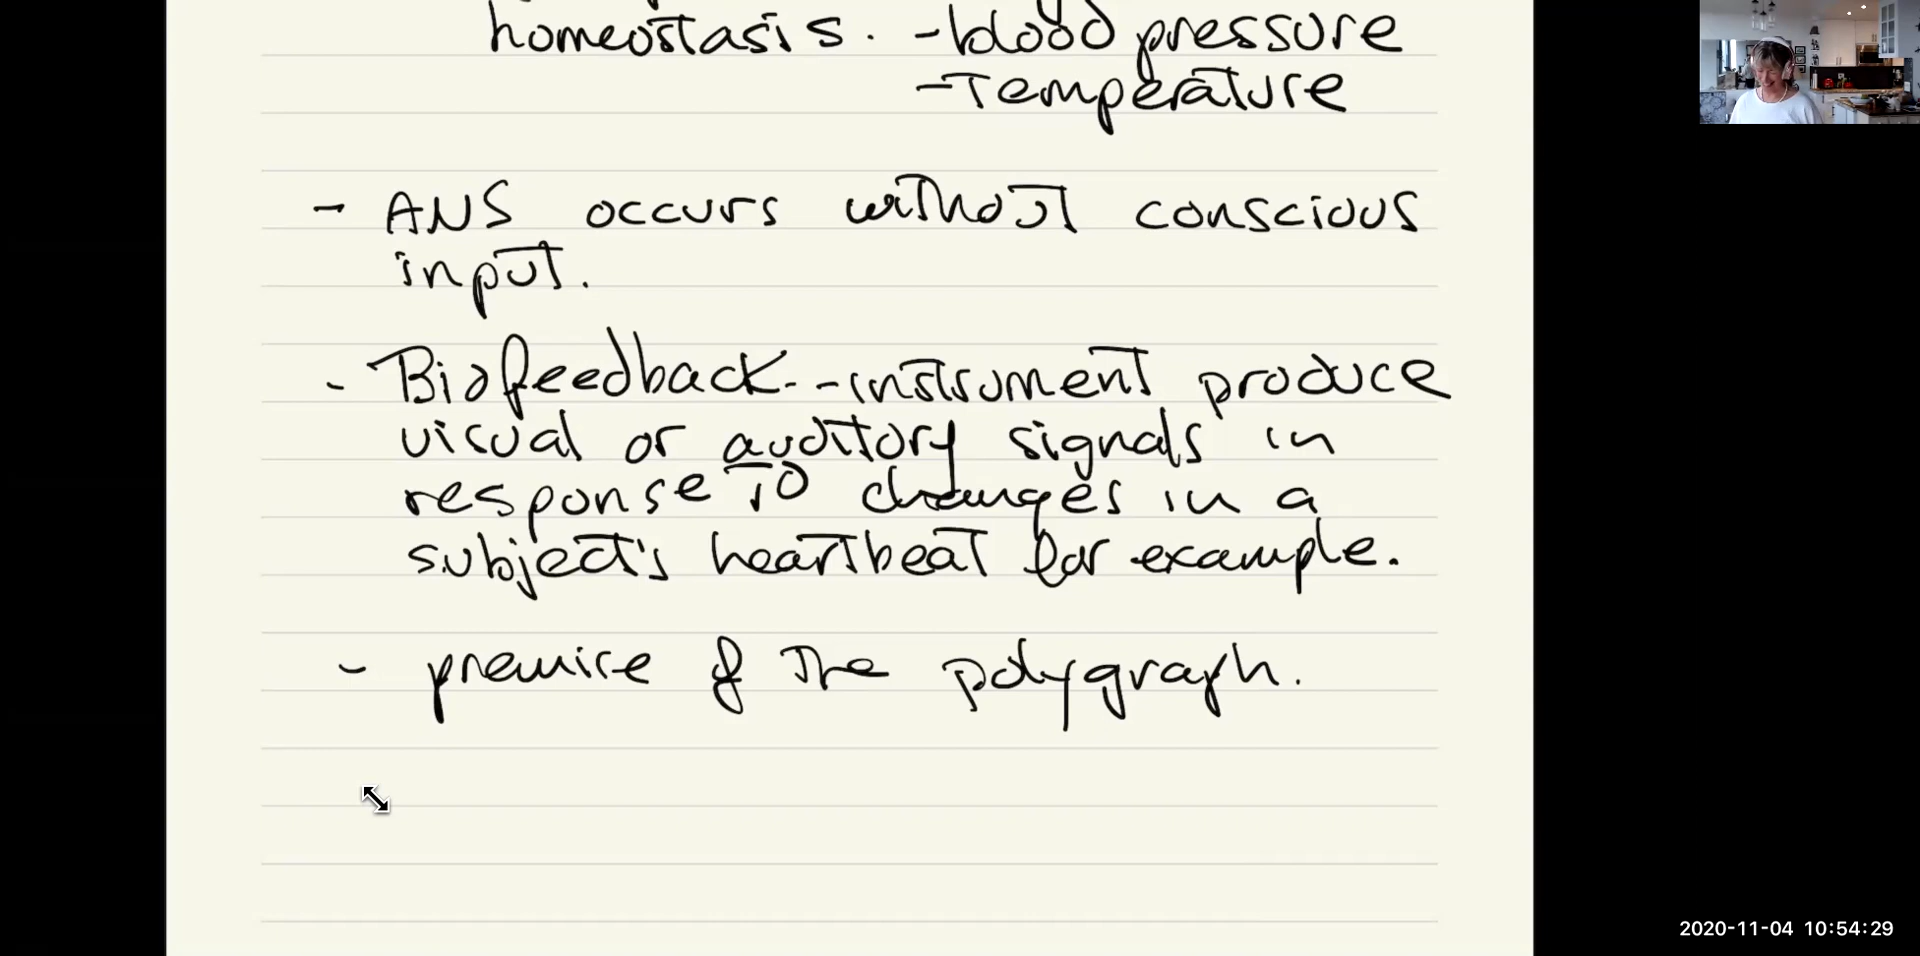 homeostasis. - blood pressure
- Temperature
- ANS occurs without conscious
input.
- Biofeedback - - instrument produce
visual or auditory signals in
response to changes in a
subject's heartbeat for example.
- premise of the polygraph.
2020-11-04 10:54:29